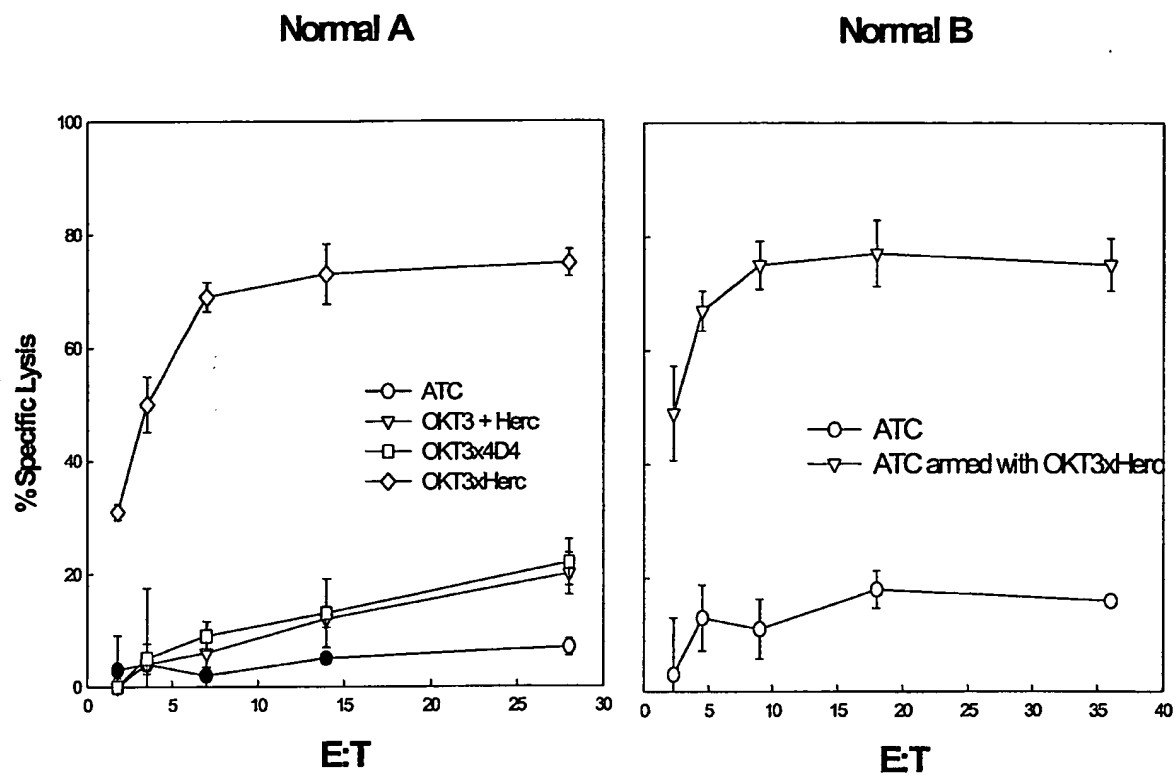 Normal A
Normal B
% Specific Lysis
100
80
60
40
20
0
ATC
OKT3 + Herc
OKT3x4D4
OKT3xHerc
0 5 10 15 20 25 30
E:T
ATC
ATC armed with OKT3xHerc
0 5 10 15 20 25 30 35 40
E:T